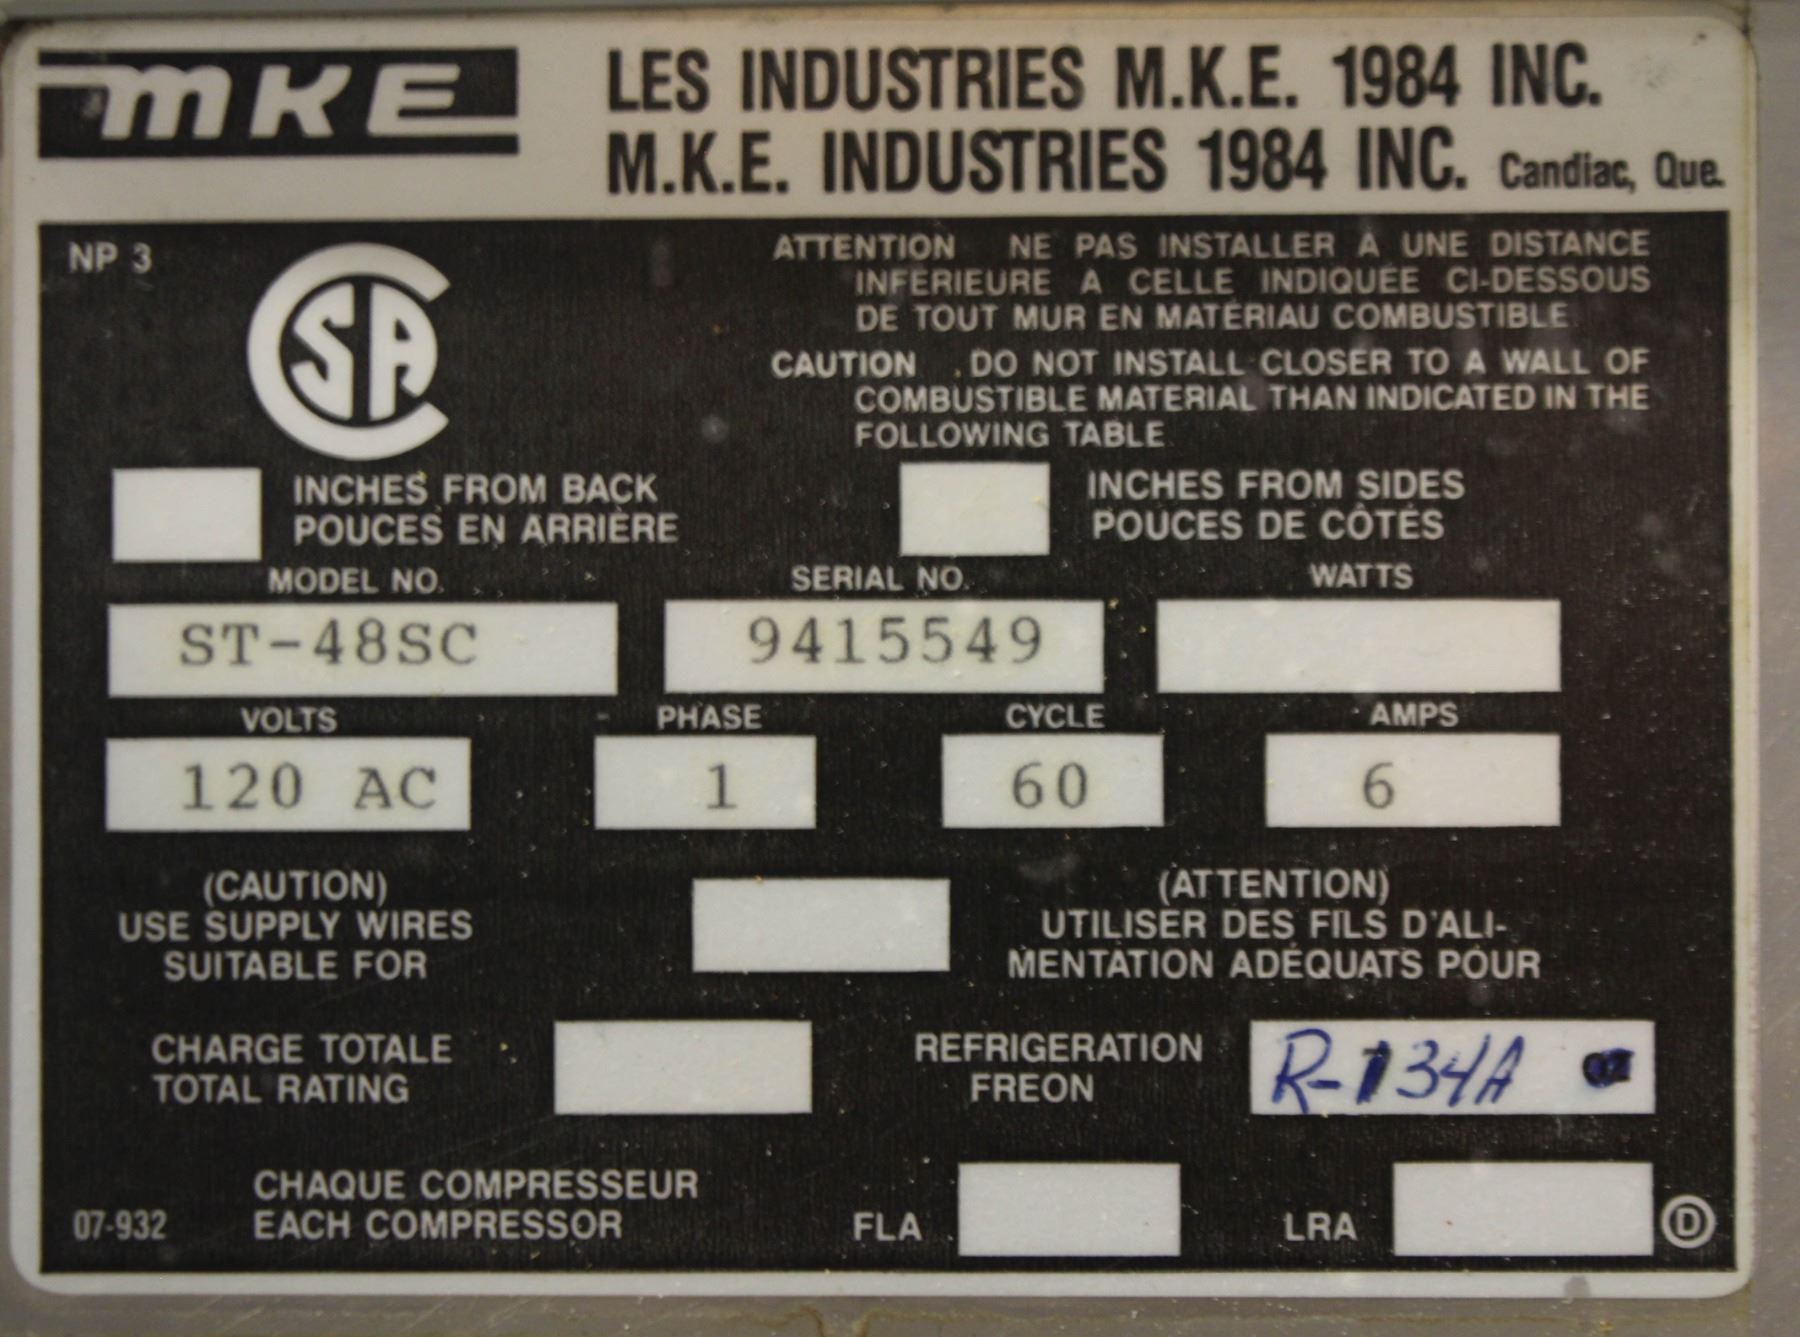 MKE
LES INDUSTRIES M.K.E. 1984 INC.
M.K.E. INDUSTRIES 1984 INC. Candiac, Que.
NP 3
CSA
ATTENTION NE PAS INSTALLER À UNE DISTANCE
INFERIEURE A CELLE INDIQUEE CI-DESSOUS
DE TOUT MUR EN MATERIAU COMBUSTIBLE
CAUTION . DO NOT INSTALL CLOSER TO A WALL OF
COMBUSTIBLE MATERIAL THAN INDICATED IN THE
FOLLOWING TABLE
INCHES FROM BACK
POUCES EN ARRIERE
INCHES FROM SIDES
POUCES DE CÔTÉS
MODEL NO. SERIAL NO. WATTS
ST-48SC 9415549
VOLTS PHASE CYCLE AMPS
120 AC 1 60 6
(CAUTION)
USE SUPPLY WIRES
SUITABLE FOR
(ATTENTION)
UTILISER DES FILS D'ALI-
MENTATION ADÉQUATS POUR
CHARGE TOTALE
TOTAL RATING
REFRIGERATION
FREON
R-134A
CHAQUE COMPRESSEUR
EACH COMPRESSOR
07-932
FLA
LRA
D